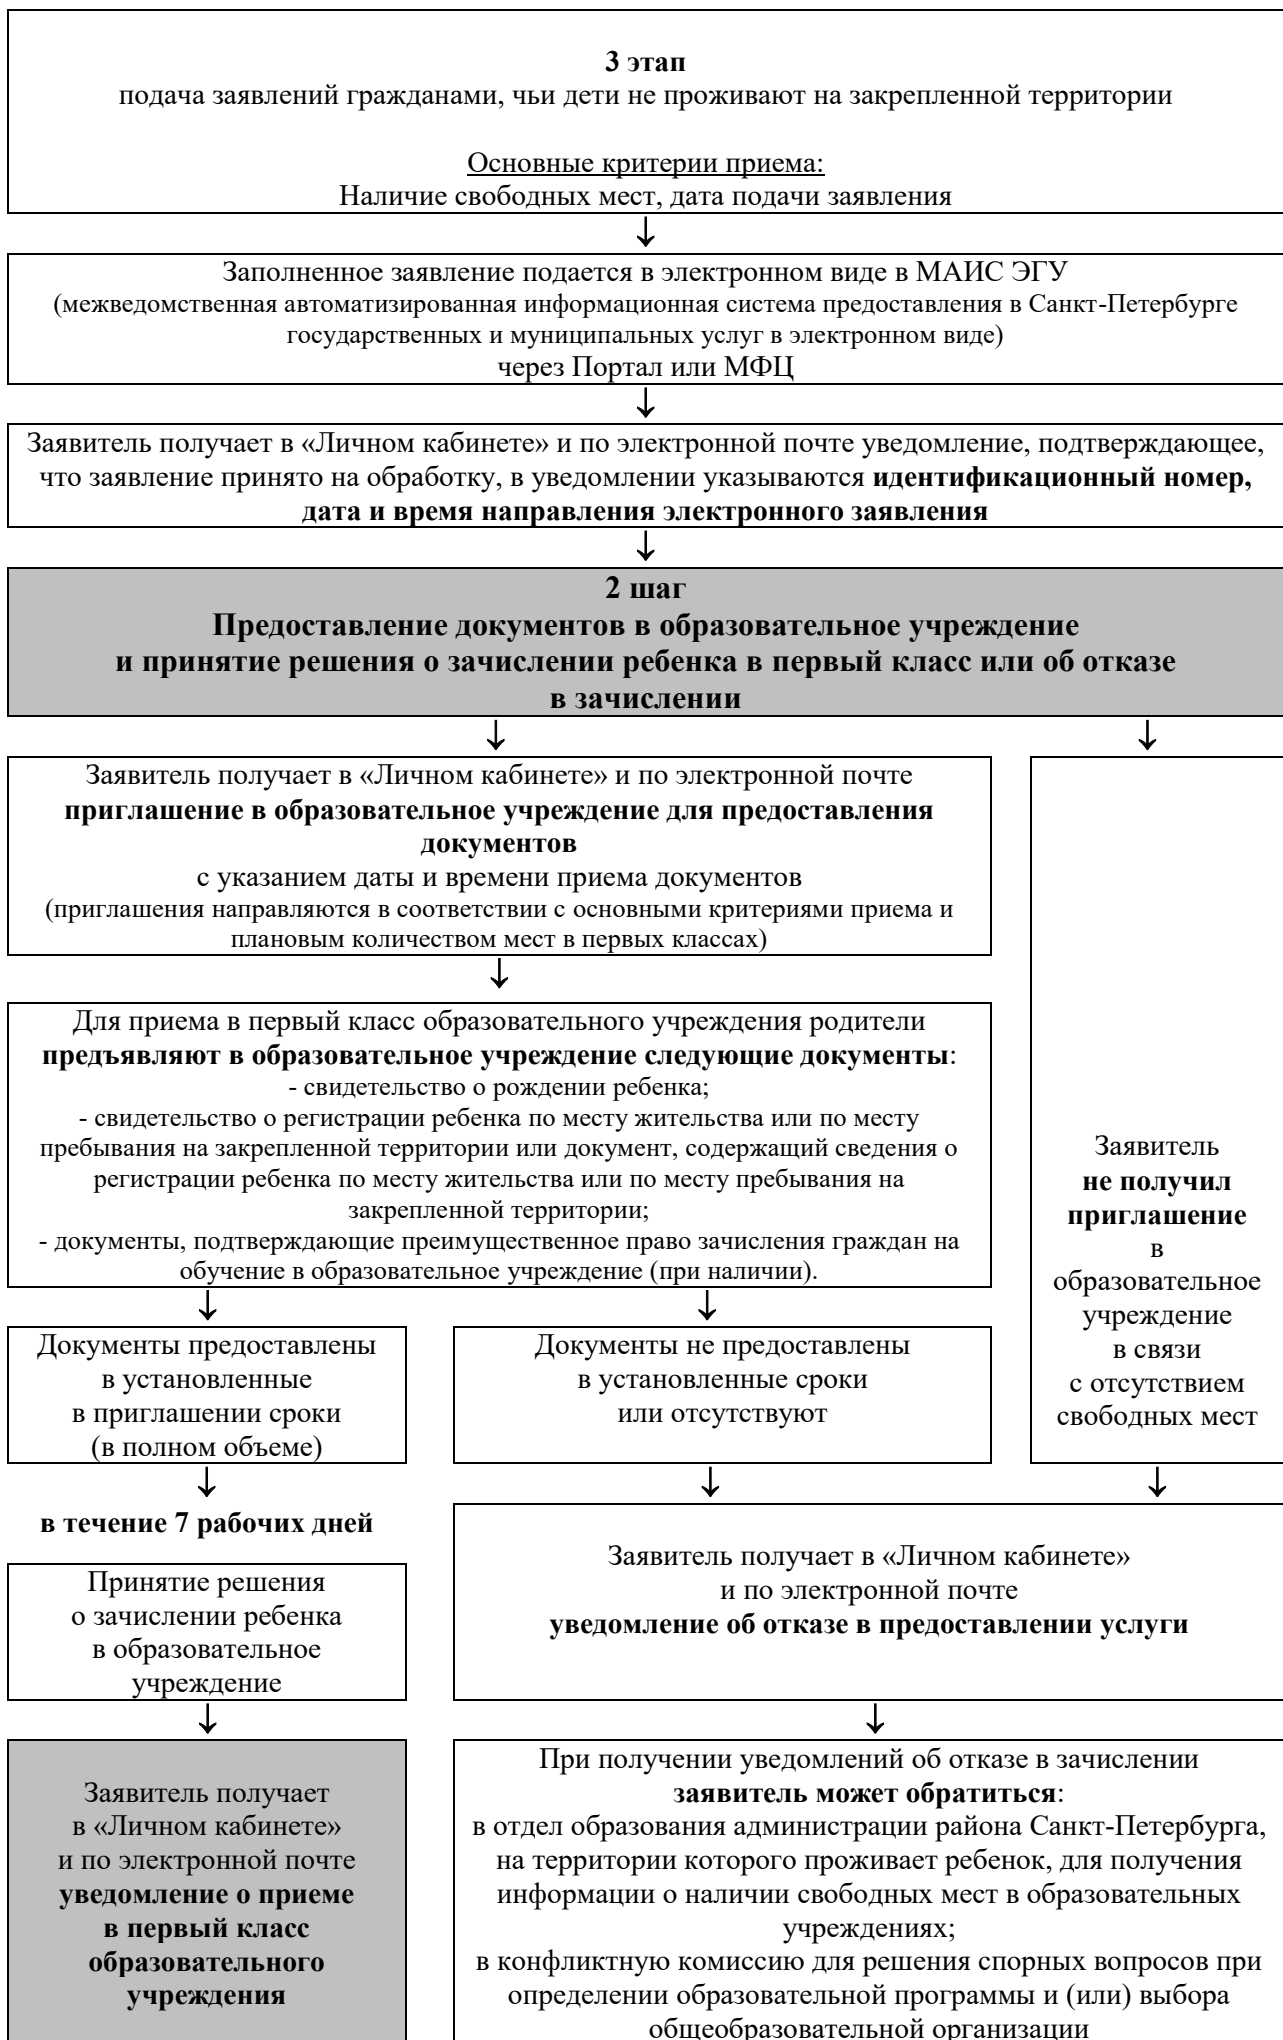 3 этап
подача заявлений гражданами, чьи дети не проживают на закрепленной территории
Основные критерии приема:
Наличие свободных мест, дата подачи заявления
Заполненное заявление подается в электронном виде в МАИС ЭГУ
(межведомственная автоматизированная информационная система предоставления в Санкт-Петербурге
государственных и муниципальных услуг в электронном виде)
через Портал или МФЦ
Заявитель получает в «Личном кабинете» и по электронной почте уведомление, подтверждающее,
что заявление принято на обработку, в уведомлении указываются идентификационный номер,
дата и время направления электронного заявления
2 шаг
Предоставление документов в образовательное учреждение
и принятие решения о зачислении ребенка в первый класс или об отказе
в зачислении
Заявитель получает в «Личном кабинете» и по электронной почте
приглашение в образовательное учреждение для предоставления
документов
с указанием даты и времени приема документов
(приглашения направляются в соответствии с основными критериями приема и
плановым количеством мест в первых классах)
Для приема в первый класс образовательного учреждения родители
предъявляют в образовательное учреждение следующие документы:
- свидетельство о рождении ребенка;
- свидетельство о регистрации ребенка по месту жительства или по месту
пребывания на закрепленной территории или документ, содержащий сведения о
регистрации ребенка по месту жительства или по месту пребывания на
закрепленной территории;
- документы, подтверждающие преимущественное право зачисления граждан на
обучение в образовательное учреждение (при наличии).
Заявитель
не получил
приглашение
в
образовательное
учреждение
в связи
с отсутствием
свободных мест
Документы предоставлены
в установленные
в приглашении сроки
(в полном объеме)
Документы не предоставлены
в установленные сроки
или отсутствуют
в течение 7 рабочих дней
Принятие решения
о зачислении ребенка
в образовательное
учреждение
Заявитель получает в «Личном кабинете»
и по электронной почте
уведомление об отказе в предоставлении услуги
Заявитель получает
в «Личном кабинете»
и по электронной почте
уведомление о приеме
в первый класс
образовательного
учреждения
При получении уведомлений об отказе в зачислении
заявитель может обратиться:
в отдел образования администрации района Санкт-Петербурга,
на территории которого проживает ребенок, для получения
информации о наличии свободных мест в образовательных
учреждениях;
в конфликтную комиссию для решения спорных вопросов при
определении образовательной программы и (или) выбора
общеобразовательной организации